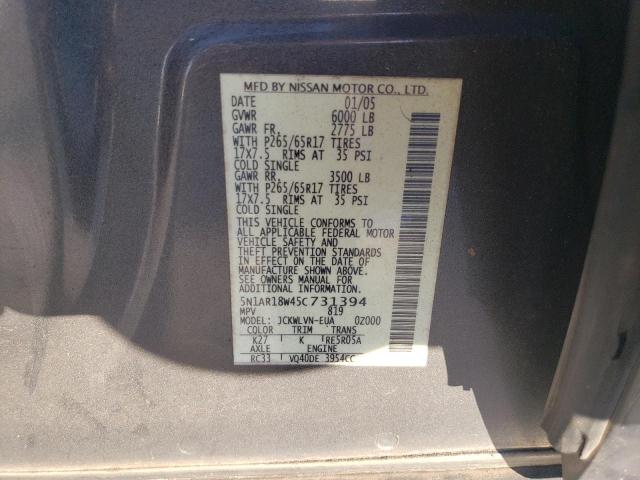 MFD BY NISSAN MOTOR CO., LTD.
DATE 01/05
GVWR 6000 LB
GAWR FR. 2775 LB
WITH P265/65R17 TIRES
17X7.5 RIMS AT 35 PSI
COLD SINGLE
GAWR RR. 3500 LB
WITH P265/65R17 TIRES
17X7.5 RIMS AT 35 PSI
COLD SINGLE
THIS VEHICLE CONFORMS TO
ALL APPLICABLE FEDERAL MOTOR
VEHICLE SAFETY AND
THEFT PREVENTION STANDARDS
IN EFFECT ON THE DATE OF
MANUFACTURE SHOWN ABOVE.
SEE OWNERS MANUAL FOR
ADDITIONAL INFORMATION.
5N1AR18W45C731394
MPV 819
MODEL: JCKWLVN-EUA 0Z000
COLOR TRIM TRANS
K27 K RE5R05A
AXLE ENGINE
RC33 VQ40DE 3954CC